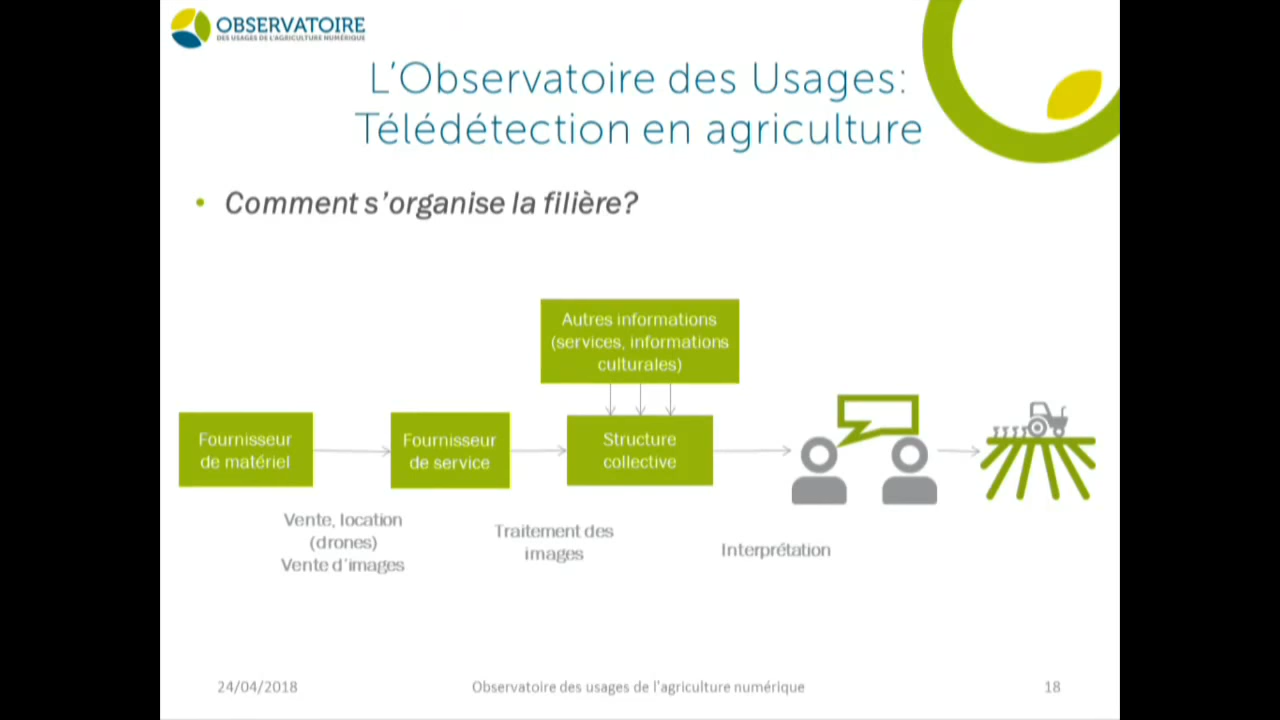 OBSERVATOIRE
DES USAGES DE L'AGRICULTURE NUMÉRIQUE
L'Observatoire des Usages:
Télédétection en agriculture
• Comment s'organise la filière?
Autres informations
(services, informations
culturales)
Fournisseur
de matériel
Fournisseur
de service
Structure
collective
Vente, location
(drones)
Vente d'images
Traitement des
images
Interprétation
24/04/2018
Observatoire des usages de l'agriculture numérique
18